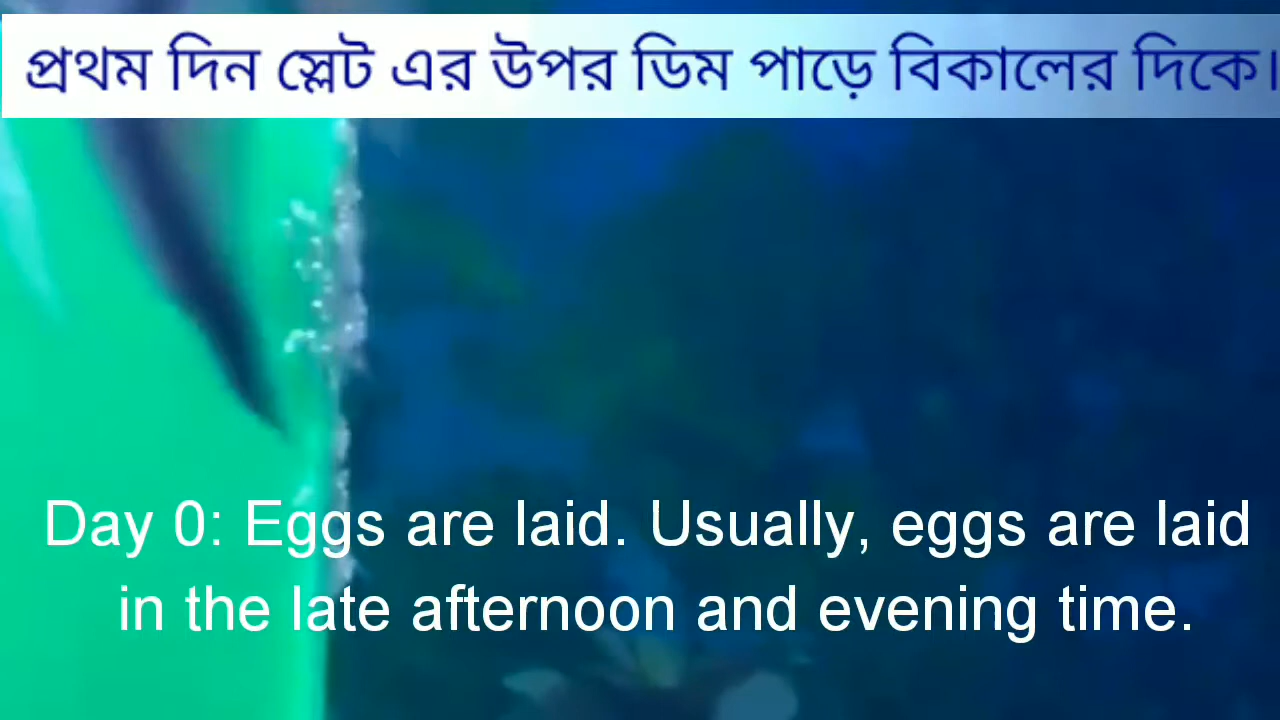 প্রথম দিন স্লেট এর উপর ডিম পাড়ে বিকালের দিকে।
Day 0: Eggs are laid. Usually, eggs are laid
in the late afternoon and evening time.